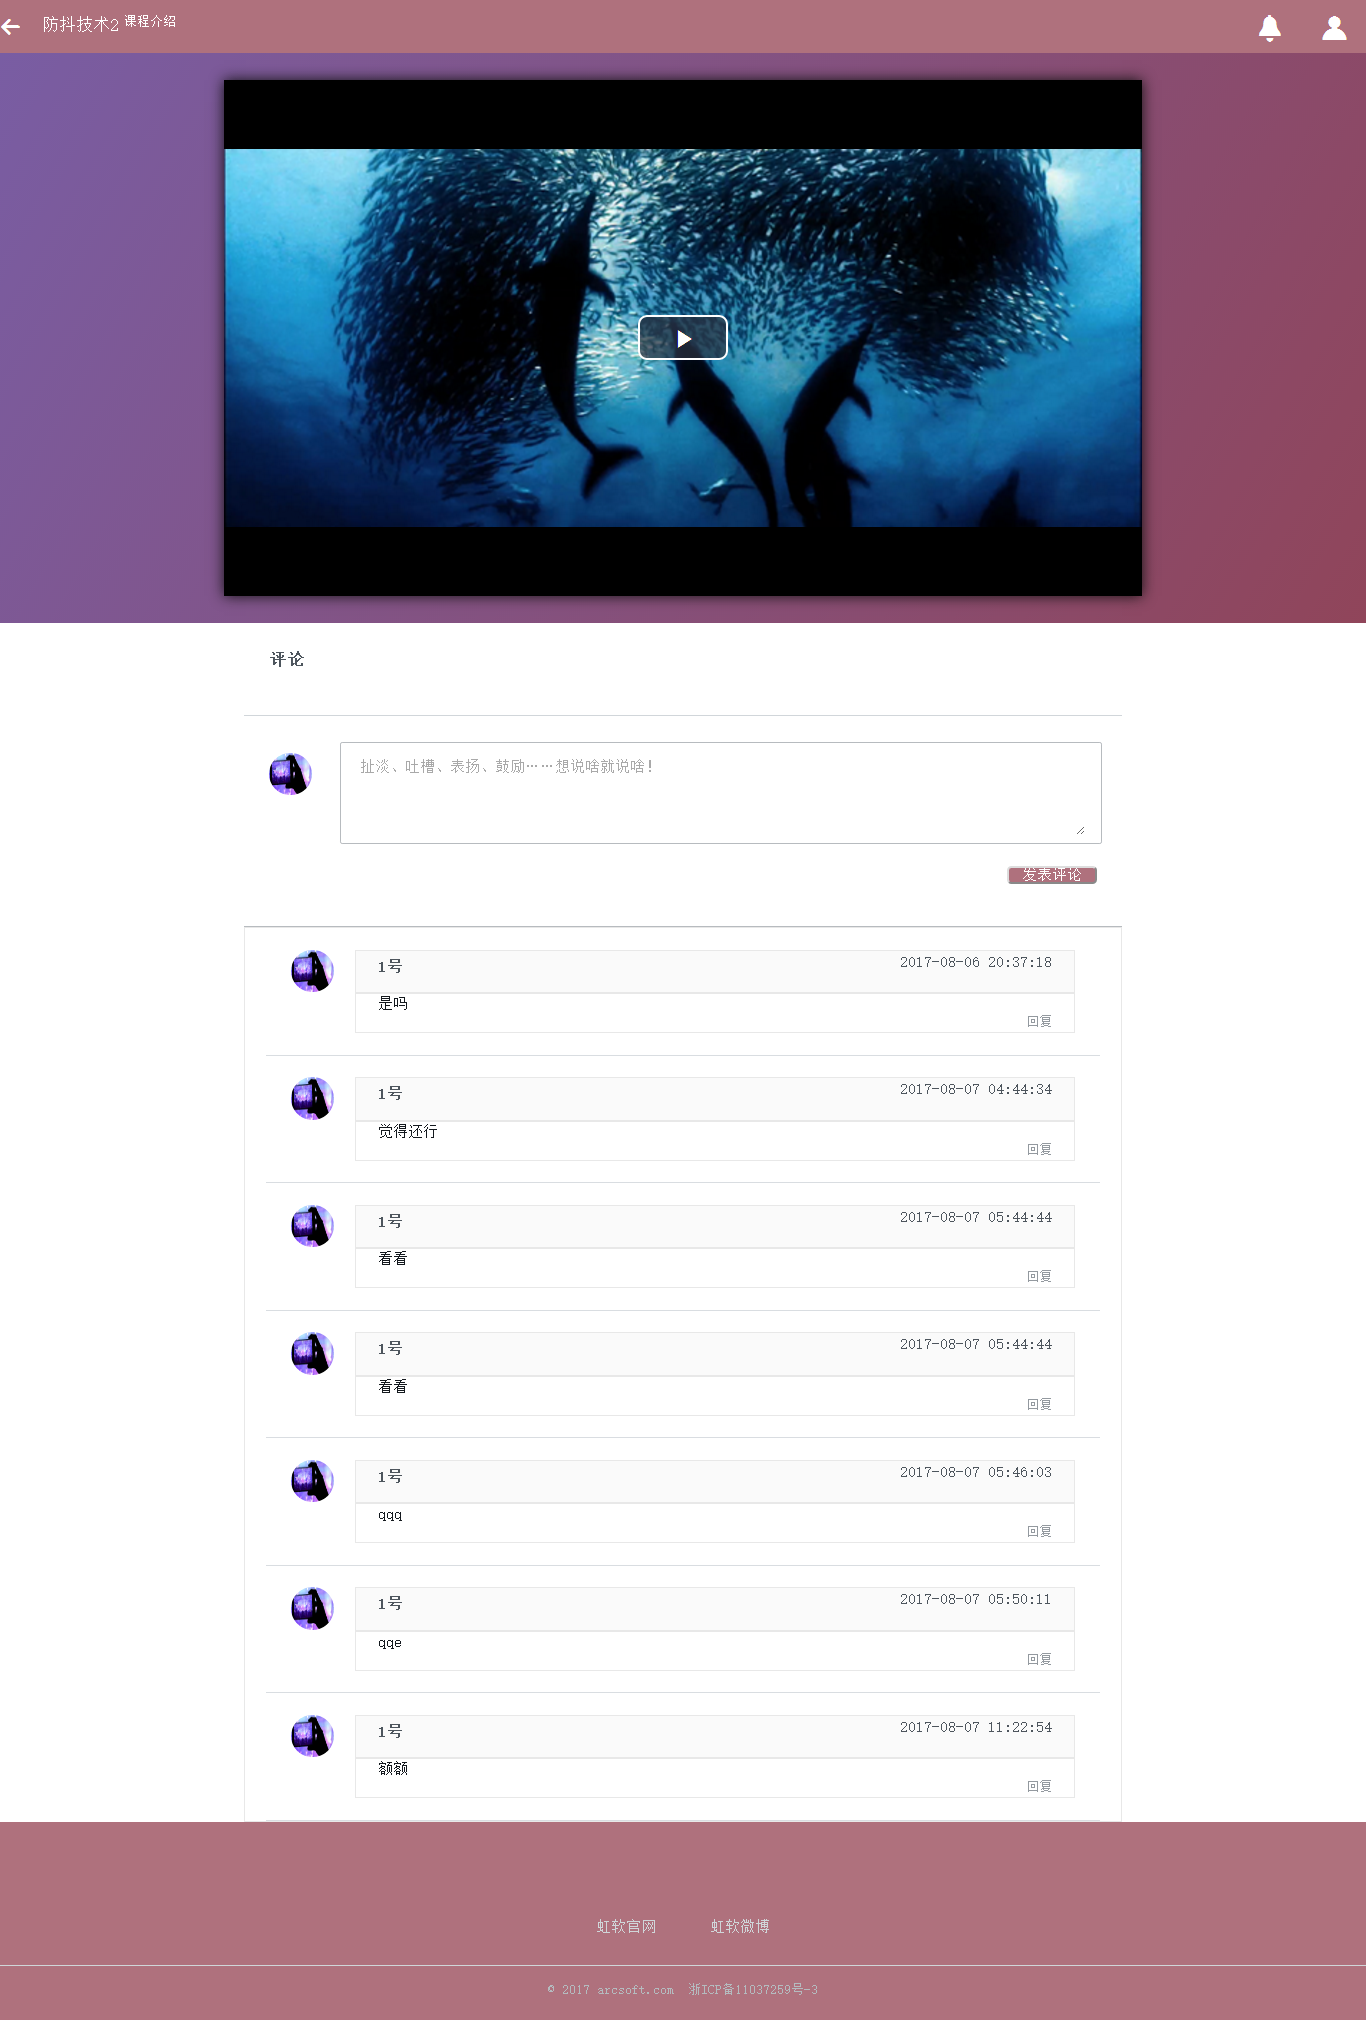 防抖技术2 课程介绍
评论
扯淡、吐槽、表扬、鼓励……想说啥就说啥！
发表评论
1号 2017-08-06 20:37:18
是吗
回复
1号 2017-08-07 04:44:34
觉得还行
回复
1号 2017-08-07 05:44:44
看看
回复
1号 2017-08-07 05:44:44
看看
回复
1号 2017-08-07 05:46:03
qqq
回复
1号 2017-08-07 05:50:11
qqe
回复
1号 2017-08-07 11:22:54
额额
回复
虹软官网 虹软微博
© 2017 arcsoft.com 浙ICP备11037259号-3